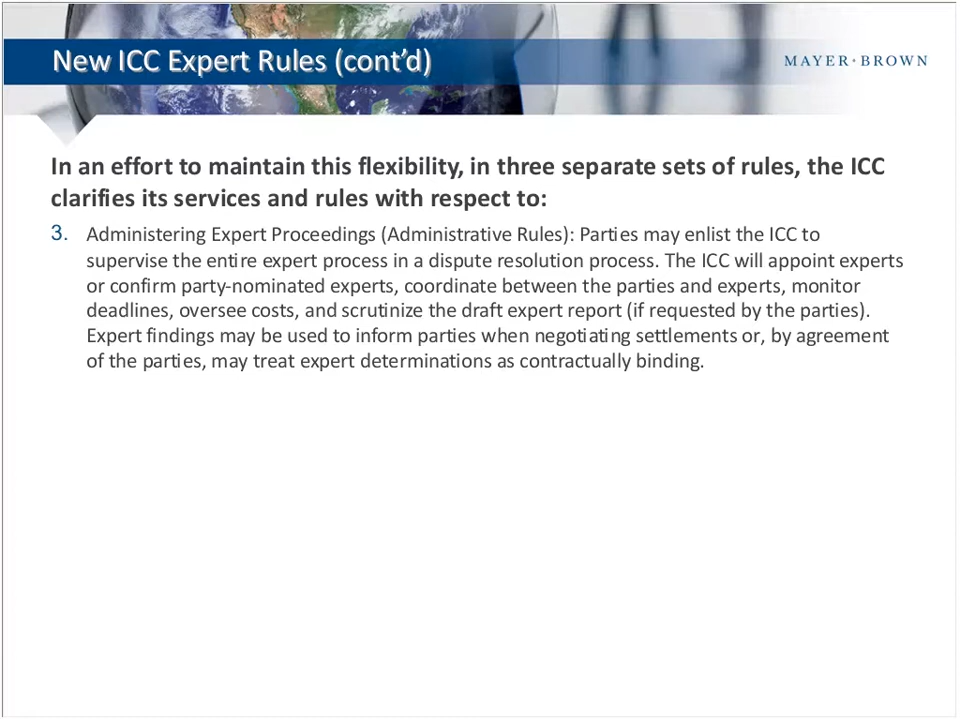 New ICC Expert Rules (cont’d)
MAYER·BROWN
In an effort to maintain this flexibility, in three separate sets of rules, the ICC
clarifies its services and rules with respect to:
3. Administering Expert Proceedings (Administrative Rules): Parties may enlist the ICC to
supervise the entire expert process in a dispute resolution process. The ICC will appoint experts
or confirm party-nominated experts, coordinate between the parties and experts, monitor
deadlines, oversee costs, and scrutinize the draft expert report (if requested by the parties).
Expert findings may be used to inform parties when negotiating settlements or, by agreement
of the parties, may treat expert determinations as contractually binding.